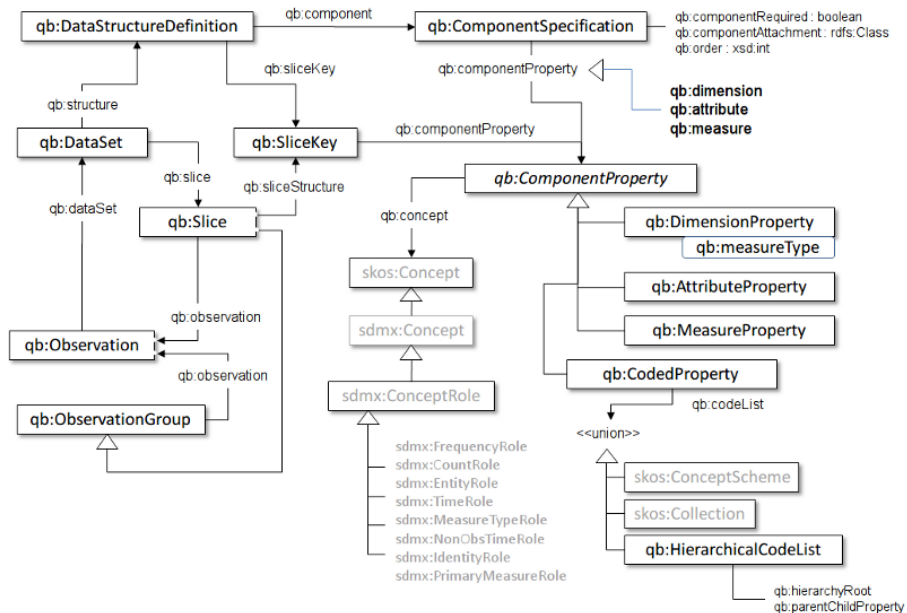 qb:DataStructureDefinition
qb:component
qb:ComponentSpecification
qb:componentRequired : boolean
qb:componentAttachment : rdfs:Class
qb:order : xsd:int
qb:sliceKey
qb:componentProperty
qb:dimension
qb:attribute
qb:measure
qb:structure
qb:DataSet
qb:SliceKey
qb:componentProperty
qb:slice
qb:sliceStructure
qb:ComponentProperty
qb:dataSet
qb:Slice
qb:concept
qb:DimensionProperty
qb:measureType
skos:Concept
qb:AttributeProperty
qb:observation
sdmx:Concept
qb:MeasureProperty
qb:Observation
qb:observation
qb:CodedProperty
sdmx:ConceptRole
qb:codeList
qb:ObservationGroup
<<union>>
sdmx:FrequencyRole
sdmx:CountRole
sdmx:EntityRole
sdmx:TimeRole
sdmx:MeasureTypeRole
sdmx:NonObsTimeRole
sdmx:IdentityRole
sdmx:PrimaryMeasureRole
skos:ConceptScheme
skos:Collection
qb:HierarchicalCodeList
qb:hierarchyRoot
qb:parentChildProperty